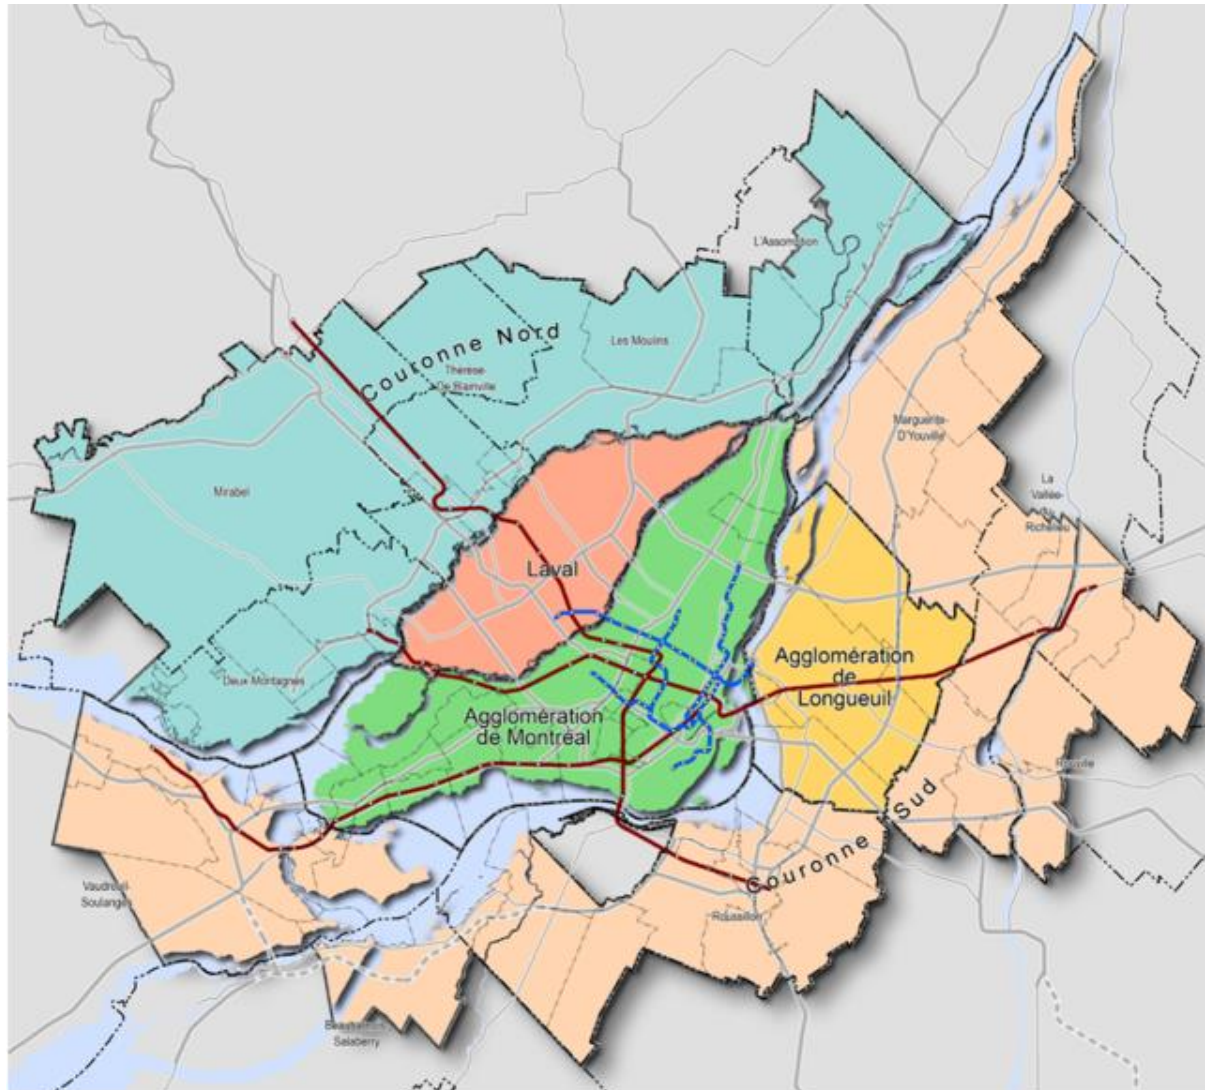 L'Assomption
Couronne Nord
Les Moulins
Thérèse-
De Blainville
Marguerite-
D'Youville
Mirabel
La
Vallée-
du-
Richelieu
Laval
Agglomération
de
Longueuil
Deux Montagnes
Agglomération
de Montréal
Rouville
Couronne Sud
Vaudreuil-
Soulanges
Roussillon
Beauharnois
Salaberry